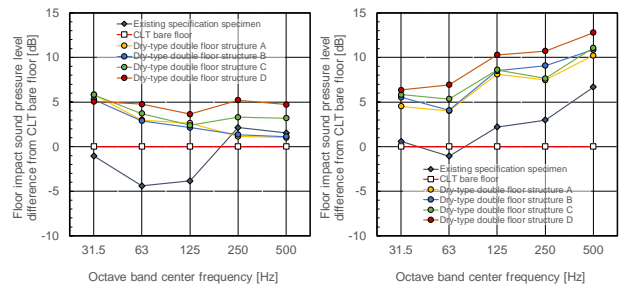 Floor impact sound pressure level
difference from CLT bare floor [dB]
15
10
5
0
-5
-10
Existing specification specimen
CLT bare floor
Dry-type double floor structure A
Dry-type double floor structure B
Dry-type double floor structure C
Dry-type double floor structure D
31.5 63 125 250 500
Octave band center frequency [Hz]
Floor impact sound pressure level
difference from CLT bare floor [dB]
15
10
5
0
-5
-10
Existing specification specimen
CLT bare floor
Dry-type double floor structure A
Dry-type double floor structure B
Dry-type double floor structure C
Dry-type double floor structure D
31.5 63 125 250 500
Octave band center frequency [Hz]